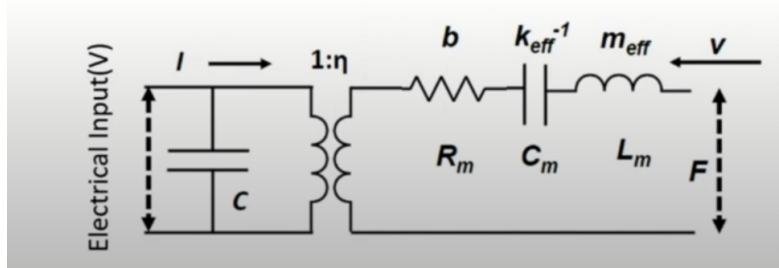 Electrical Input(V)
I
C
1:η
b
k_eff^-1
m_eff
v
R_m
C_m
L_m
F